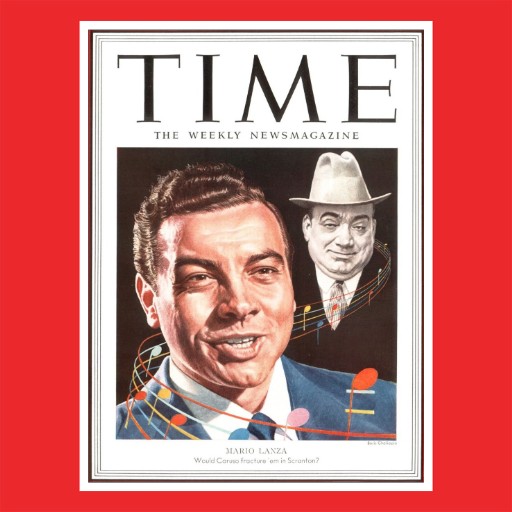 TIME
THE WEEKLY NEWSMAGAZINE
MARIO LANZA
Would Caruso fracture 'em in Scranton?